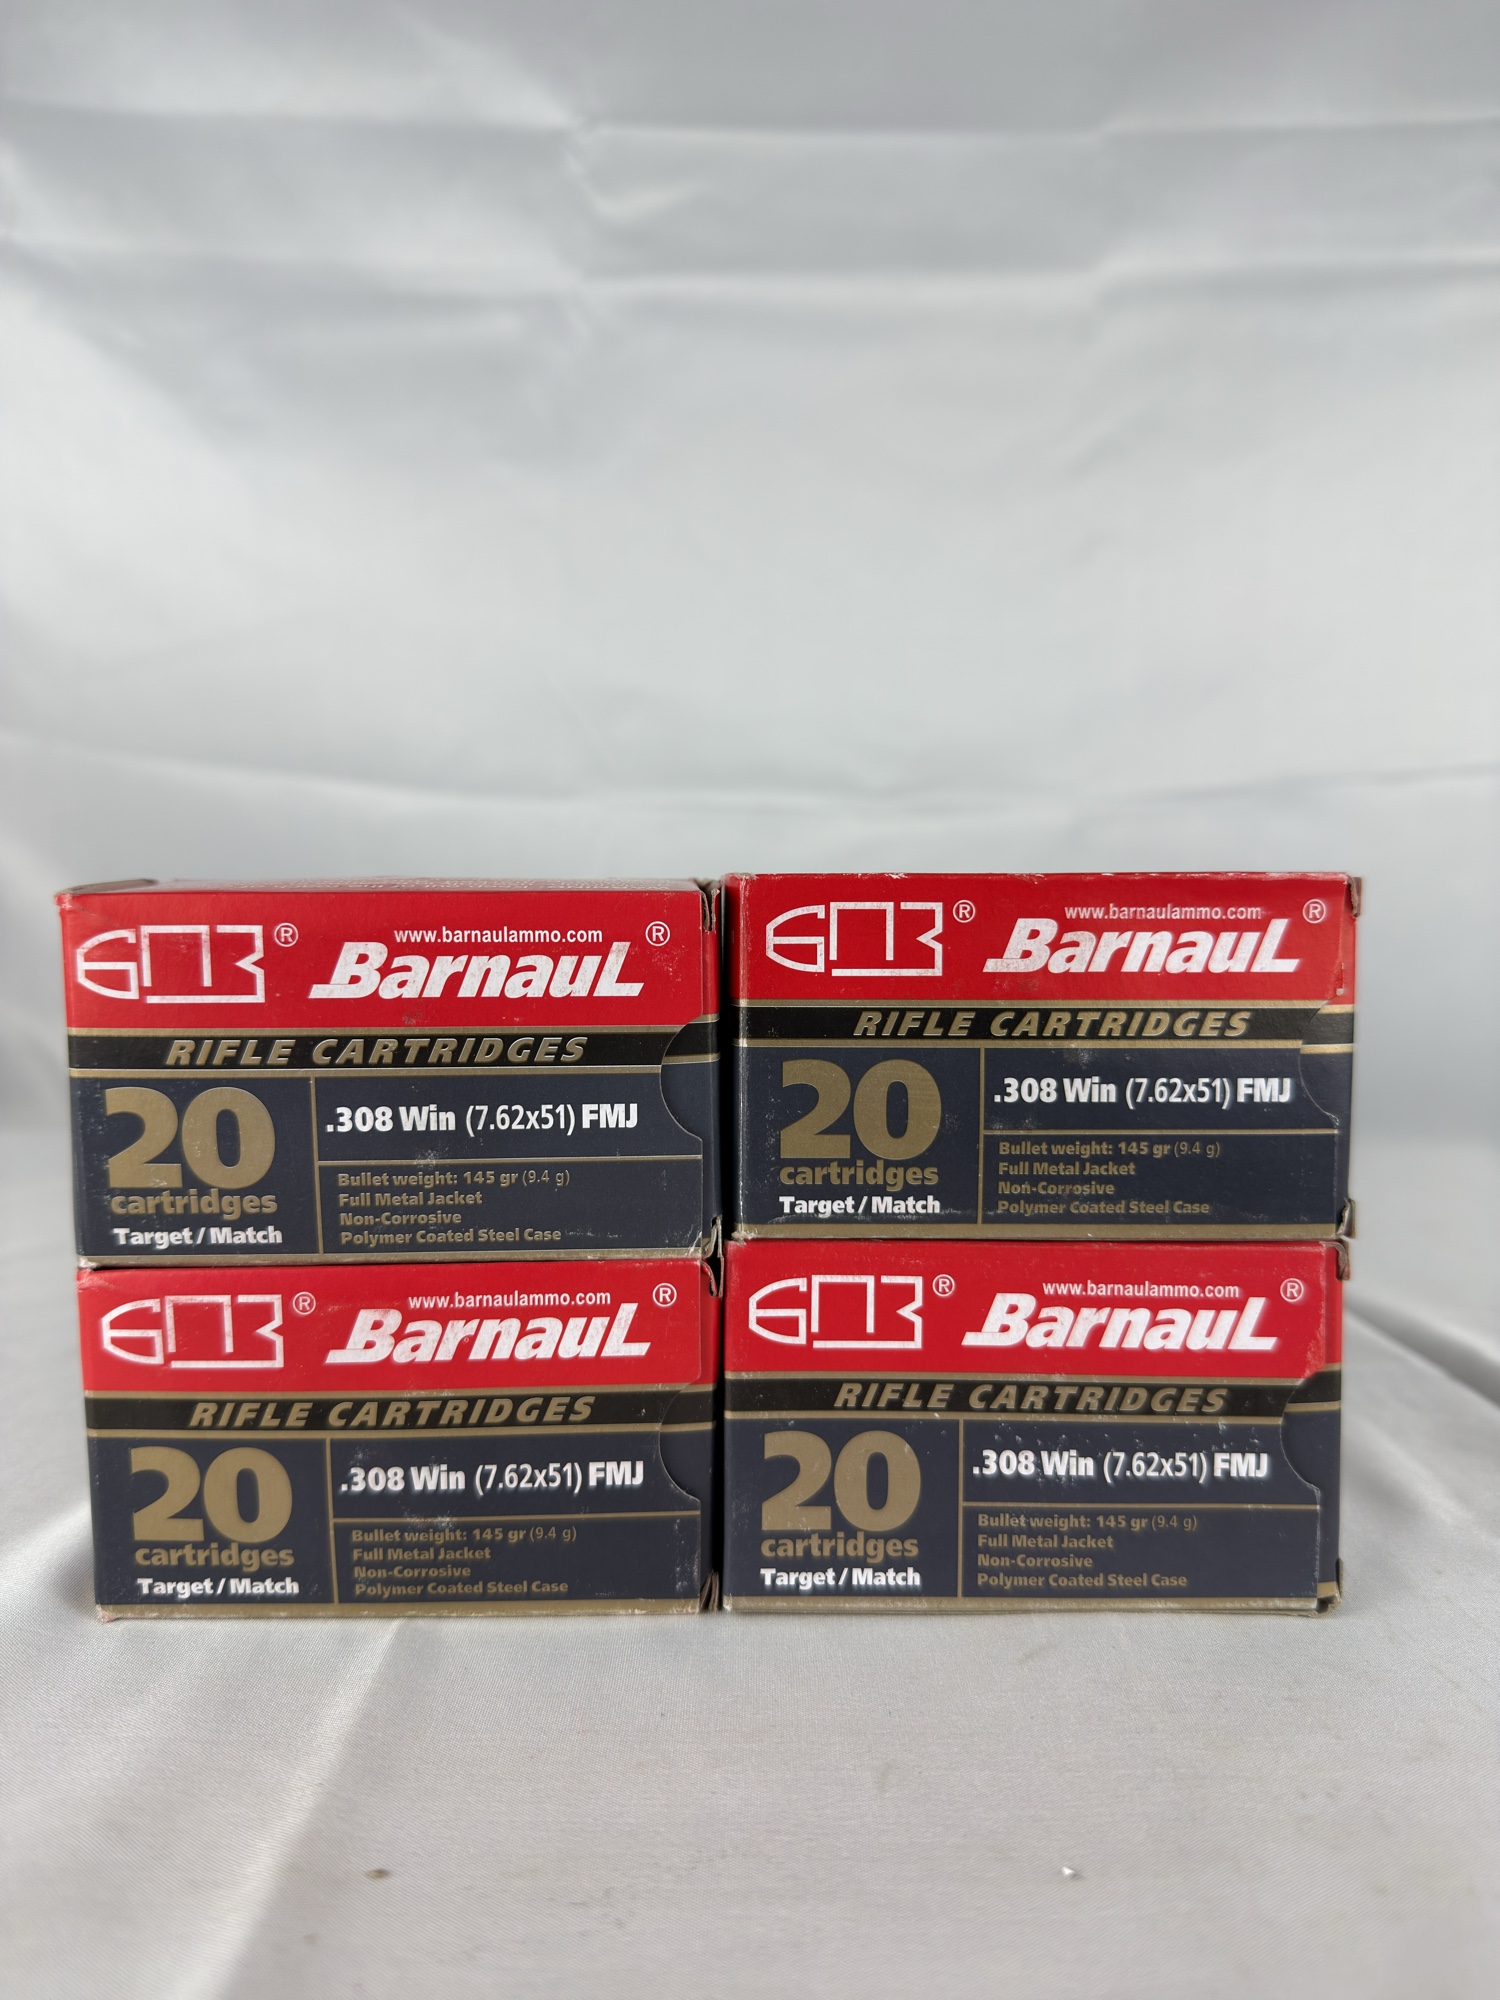 БПЗ ® www.barnaulammo.com ®
BarnauL
RIFLE CARTRIDGES
20
cartridges
Target / Match
.308 Win (7.62x51) FMJ
Bullet weight: 145 gr (9.4 g)
Full Metal Jacket
Non-Corrosive
Polymer Coated Steel Case
БПЗ ® www.barnaulammo.com ®
BarnauL
RIFLE CARTRIDGES
20
cartridges
Target / Match
.308 Win (7.62x51) FMJ
Bullet weight: 145 gr (9.4 g)
Full Metal Jacket
Non-Corrosive
Polymer Coated Steel Case
БПЗ ® www.barnaulammo.com ®
BarnauL
RIFLE CARTRIDGES
20
cartridges
Target / Match
.308 Win (7.62x51) FMJ
Bullet weight: 145 gr (9.4 g)
Full Metal Jacket
Non-Corrosive
Polymer Coated Steel Case
БПЗ ® www.barnaulammo.com ®
BarnauL
RIFLE CARTRIDGES
20
cartridges
Target / Match
.308 Win (7.62x51) FMJ
Bullet weight: 145 gr (9.4 g)
Full Metal Jacket
Non-Corrosive
Polymer Coated Steel Case